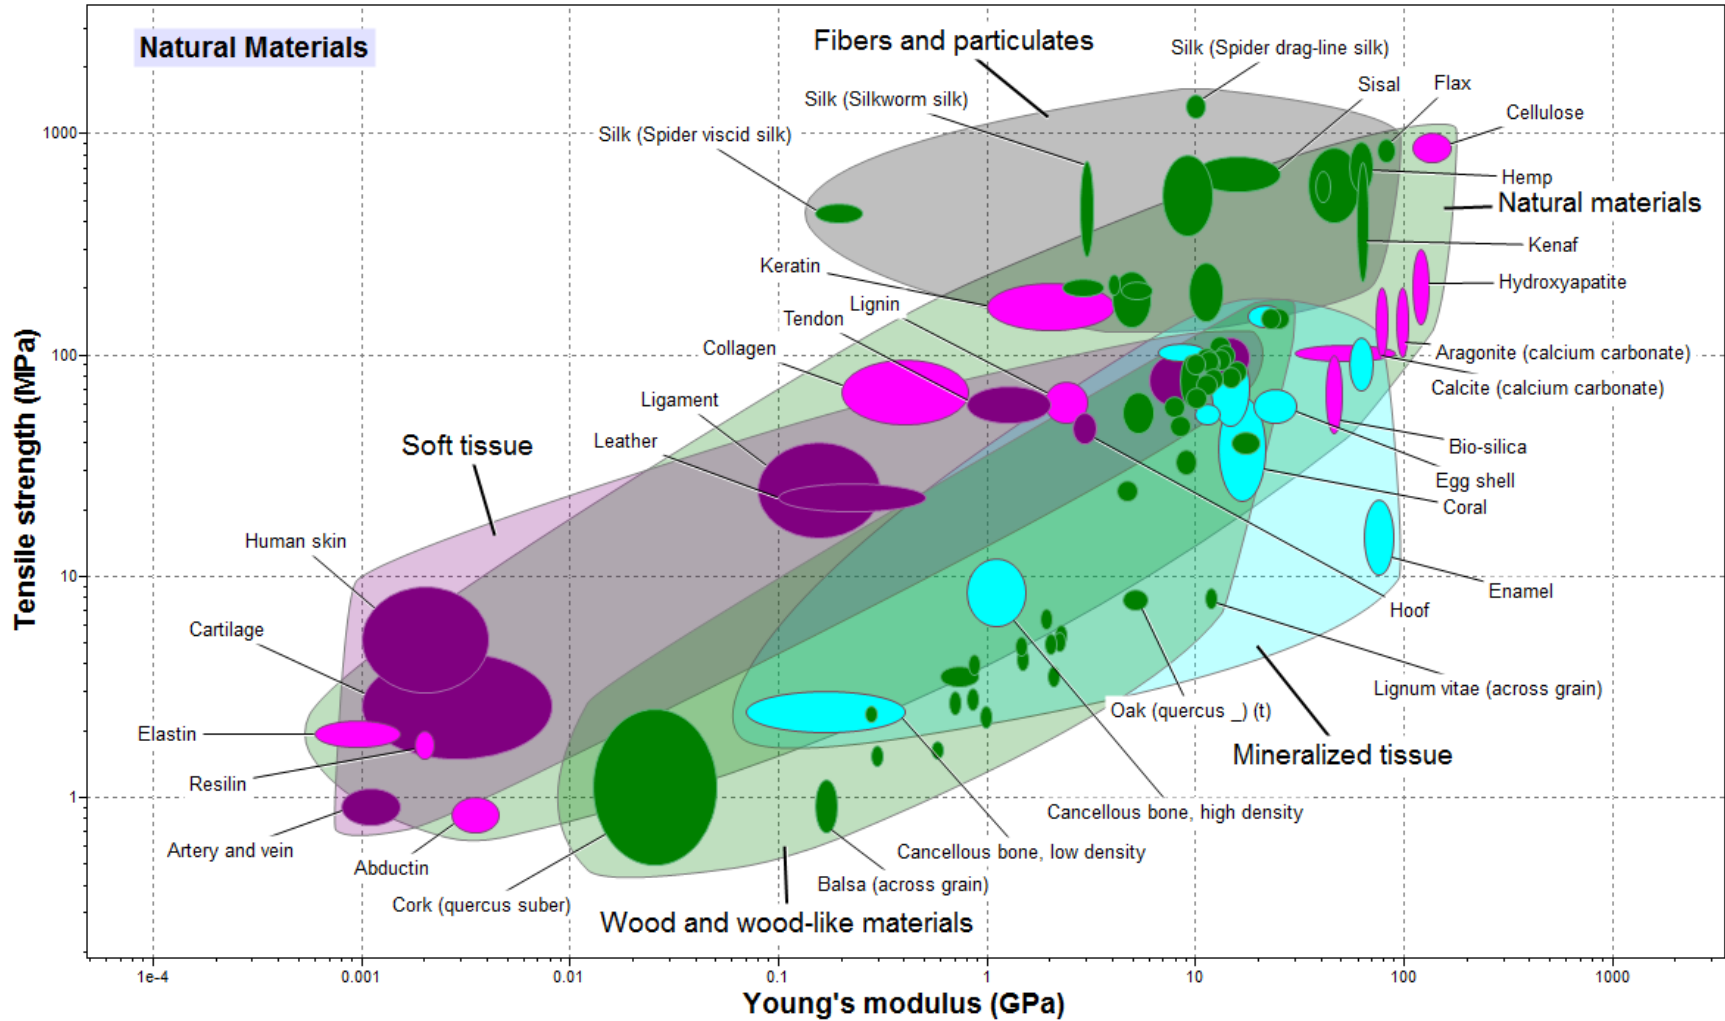 Natural Materials
Fibers and particulates
Silk (Spider drag-line silk)
Sisal
Flax
Silk (Silkworm silk)
Cellulose
Silk (Spider viscid silk)
1000
Hemp
Natural materials
Kenaf
Keratin
Hydroxyapatite
Lignin
Tendon
Collagen
100
Aragonite (calcium carbonate)
Calcite (calcium carbonate)
Ligament
Leather
Soft tissue
Bio-silica
Egg shell
Coral
Human skin
10
Enamel
Hoof
Cartilage
Lignum vitae (across grain)
Oak (quercus _) (t)
Elastin
Mineralized tissue
Resilin
1
Cancellous bone, high density
Artery and vein
Cancellous bone, low density
Abductin
Balsa (across grain)
Cork (quercus suber)
Wood and wood-like materials
Tensile strength (MPa)
1e-4
0.001
0.01
0.1
1
10
100
1000
Young's modulus (GPa)